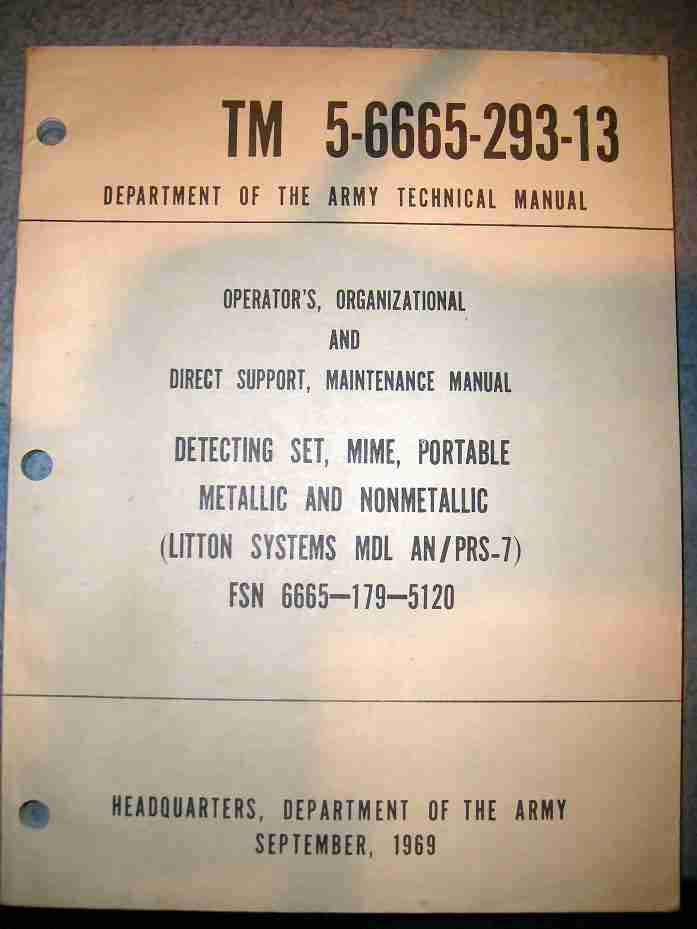 TM 5-6665-293-13
DEPARTMENT OF THE ARMY TECHNICAL MANUAL
OPERATOR'S, ORGANIZATIONAL
AND
DIRECT SUPPORT, MAINTENANCE MANUAL
DETECTING SET, MIME, PORTABLE
METALLIC AND NONMETALLIC
(LITTON SYSTEMS MDL AN/PRS-7)
FSN 6665—179—5120
HEADQUARTERS, DEPARTMENT OF THE ARMY
SEPTEMBER, 1969